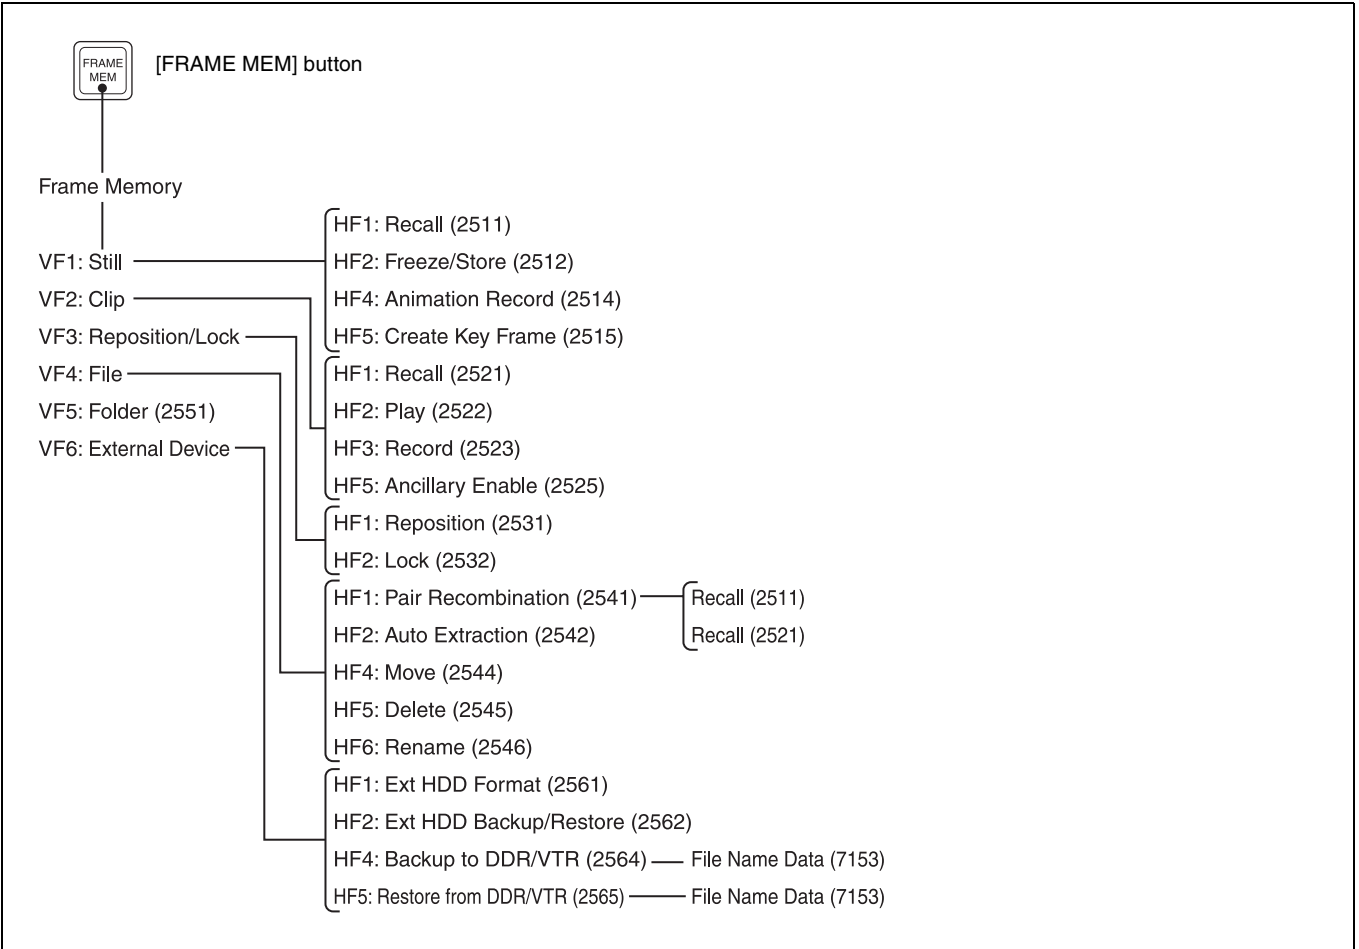 FRAME
MEM
[FRAME MEM] button
Frame Memory
VF1: Still
VF2: Clip
VF3: Reposition/Lock
VF4: File
VF5: Folder (2551)
VF6: External Device
HF1: Recall (2511)
HF2: Freeze/Store (2512)
HF4: Animation Record (2514)
HF5: Create Key Frame (2515)
HF1: Recall (2521)
HF2: Play (2522)
HF3: Record (2523)
HF5: Ancillary Enable (2525)
HF1: Reposition (2531)
HF2: Lock (2532)
HF1: Pair Recombination (2541)
HF2: Auto Extraction (2542)
HF4: Move (2544)
HF5: Delete (2545)
HF6: Rename (2546)
Recall (2511)
Recall (2521)
HF1: Ext HDD Format (2561)
HF2: Ext HDD Backup/Restore (2562)
HF4: Backup to DDR/VTR (2564)
File Name Data (7153)
HF5: Restore from DDR/VTR (2565)
File Name Data (7153)